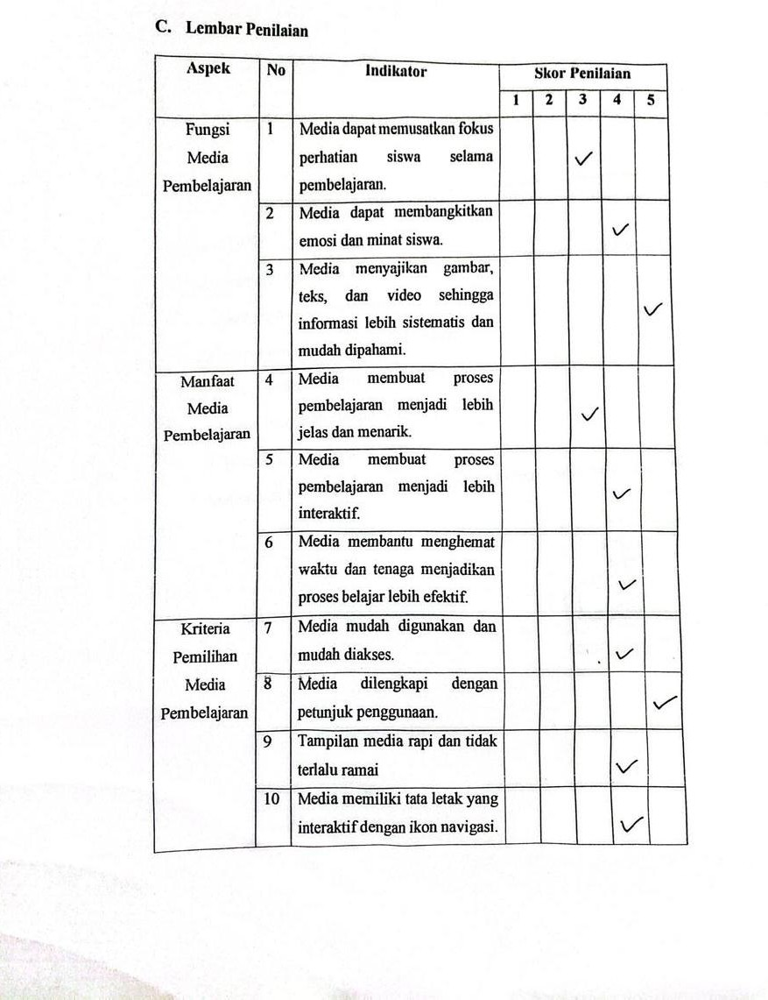 C. Lembar Penilaian
Aspek No Indikator Skor Penilaian
1 2 3 4 5
Fungsi 1 Media dapat memusatkan fokus
Media perhatian siswa selama ✓
Pembelajaran pembelajaran.
2 Media dapat membangkitkan
emosi dan minat siswa. ✓
3 Media menyajikan gambar,
teks, dan video sehingga
informasi lebih sistematis dan ✓
mudah dipahami.
Manfaat 4 Media membuat proses
Media pembelajaran menjadi lebih ✓
Pembelajaran jelas dan menarik.
5 Media membuat proses
pembelajaran menjadi lebih ✓
interaktif.
6 Media membantu menghemat
waktu dan tenaga menjadikan ✓
proses belajar lebih efektif.
Kriteria 7 Media mudah digunakan dan
Pemilihan mudah diakses. ✓
Media 8 Media dilengkapi dengan
Pembelajaran petunjuk penggunaan. ✓
9 Tampilan media rapi dan tidak
terlalu ramai ✓
10 Media memiliki tata letak yang
interaktif dengan ikon navigasi. ✓